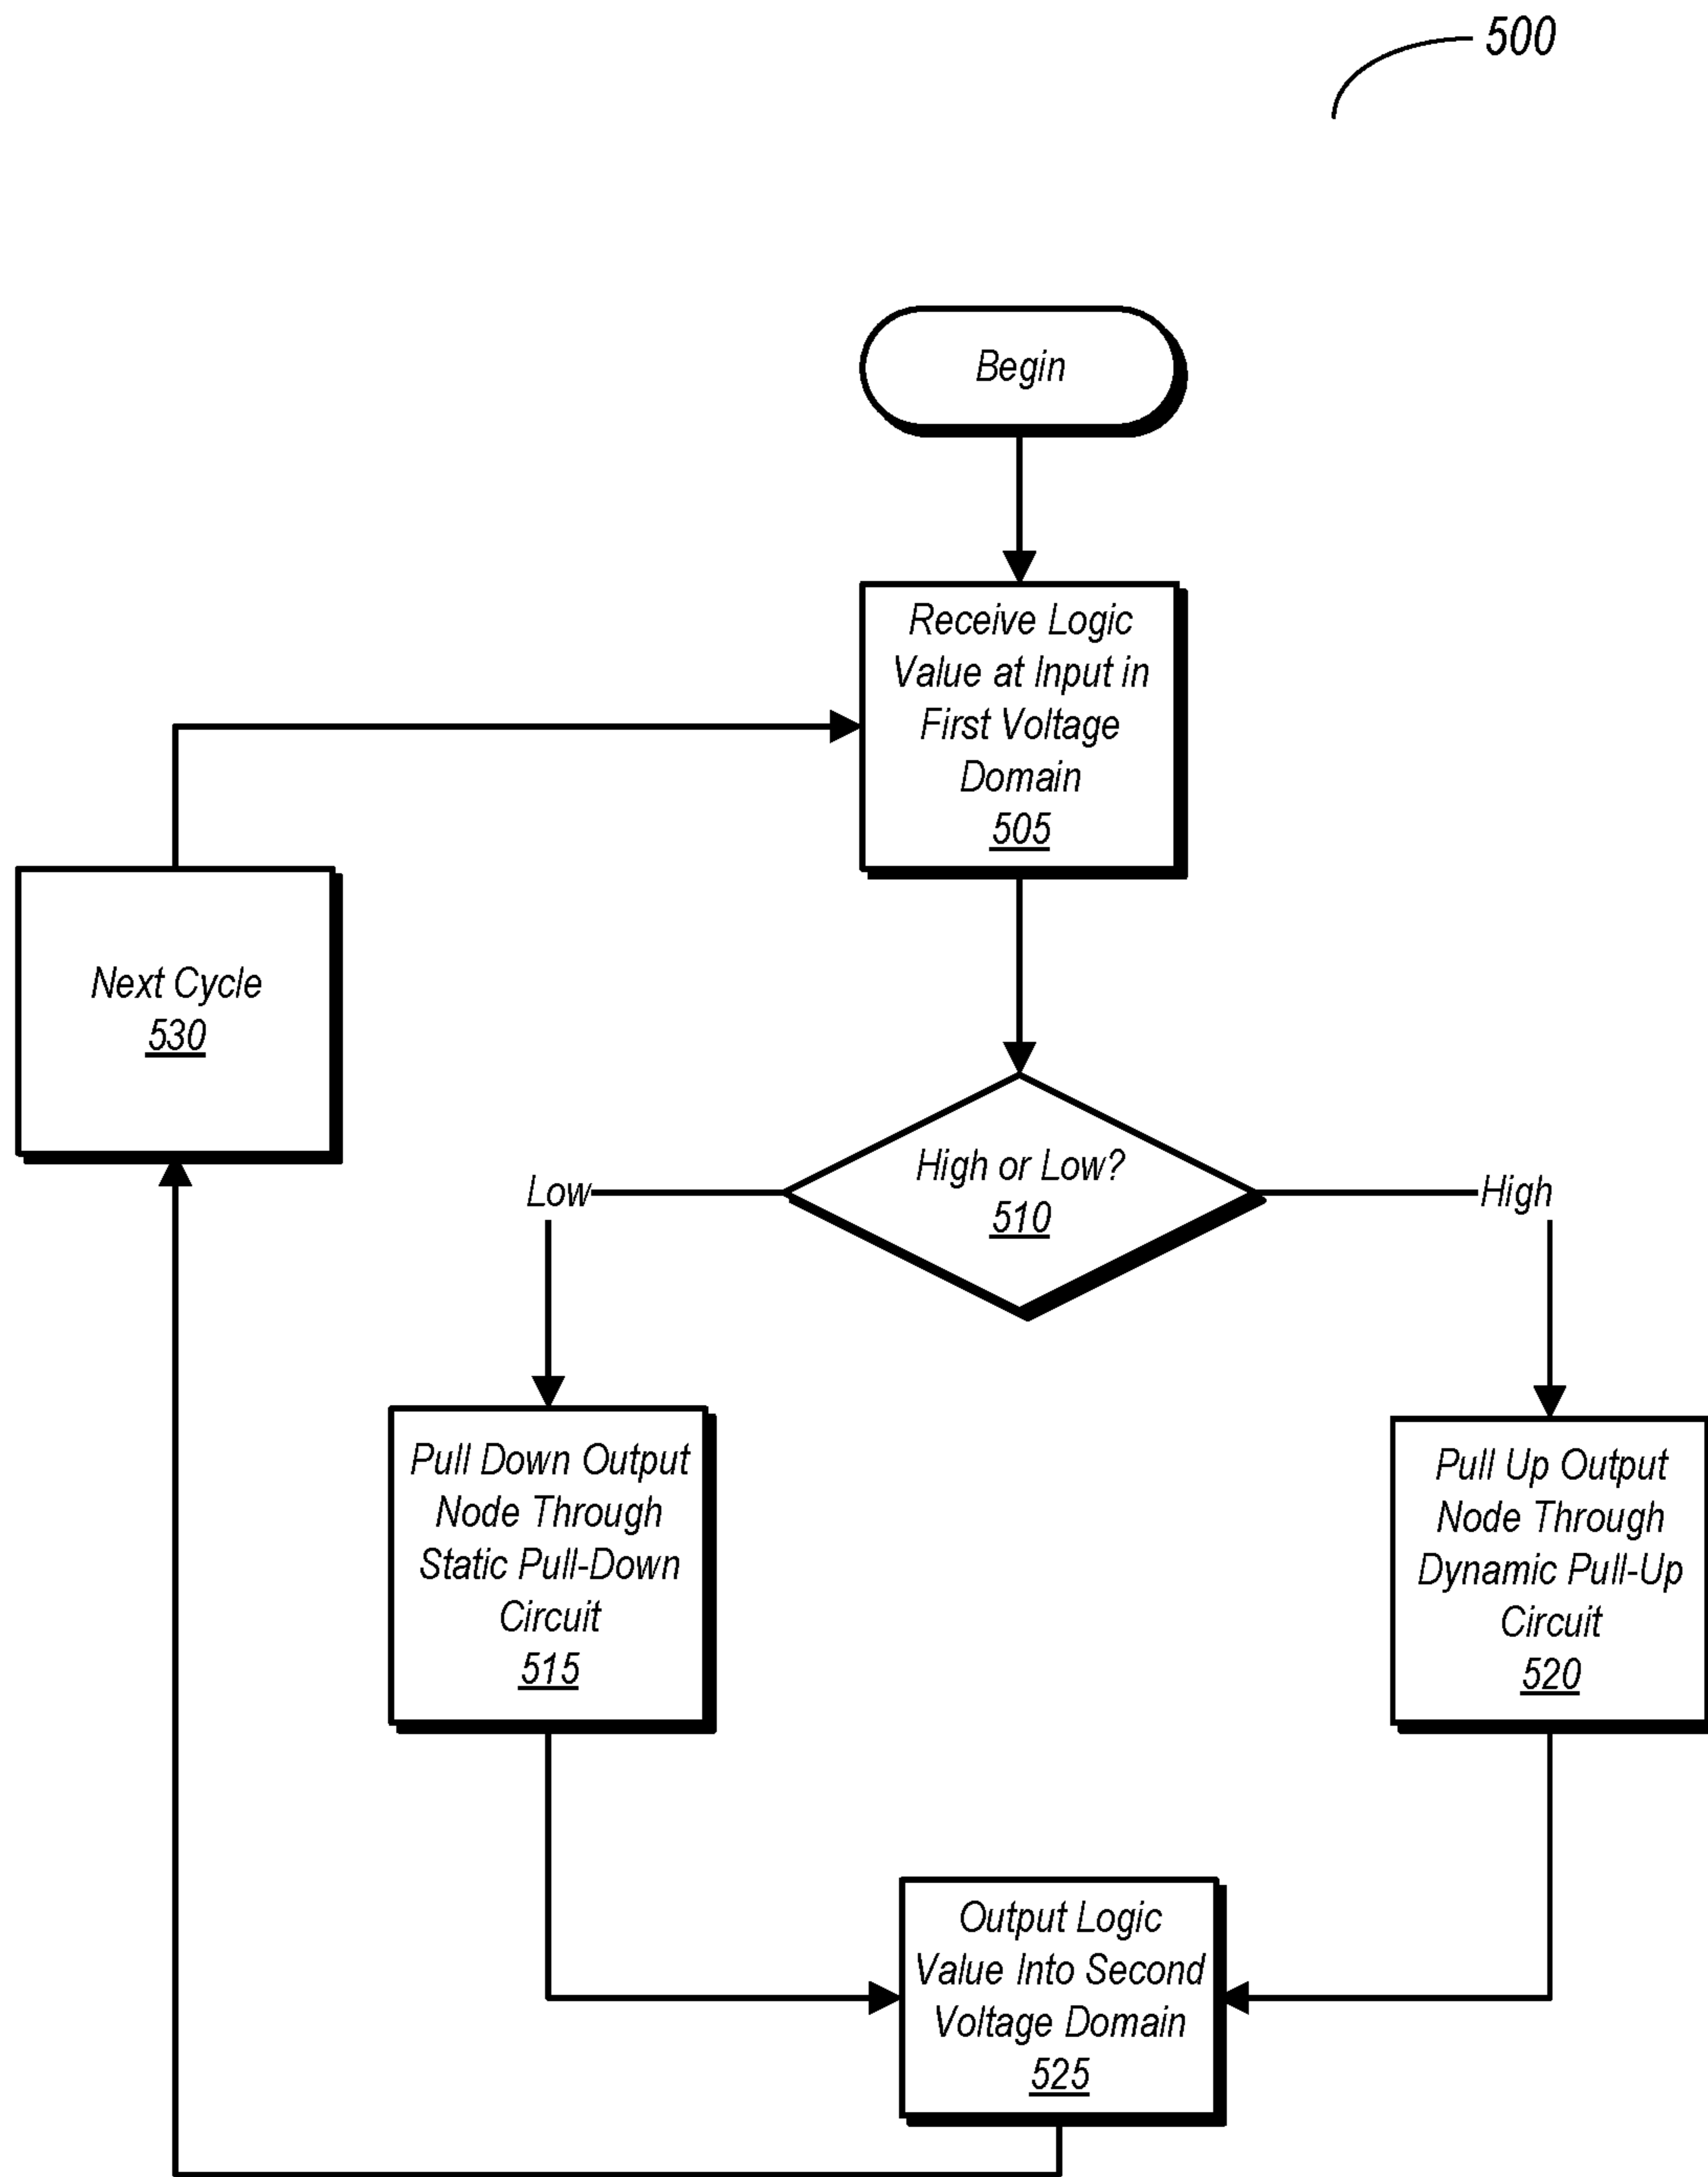 500
Begin
Receive Logic
Value at Input in
First Voltage
Domain
505
Next Cycle
530
High or Low?
510
Low
High
Pull Down Output
Node Through
Static Pull-Down
Circuit
515
Pull Up Output
Node Through
Dynamic Pull-Up
Circuit
520
Output Logic
Value Into Second
Voltage Domain
525